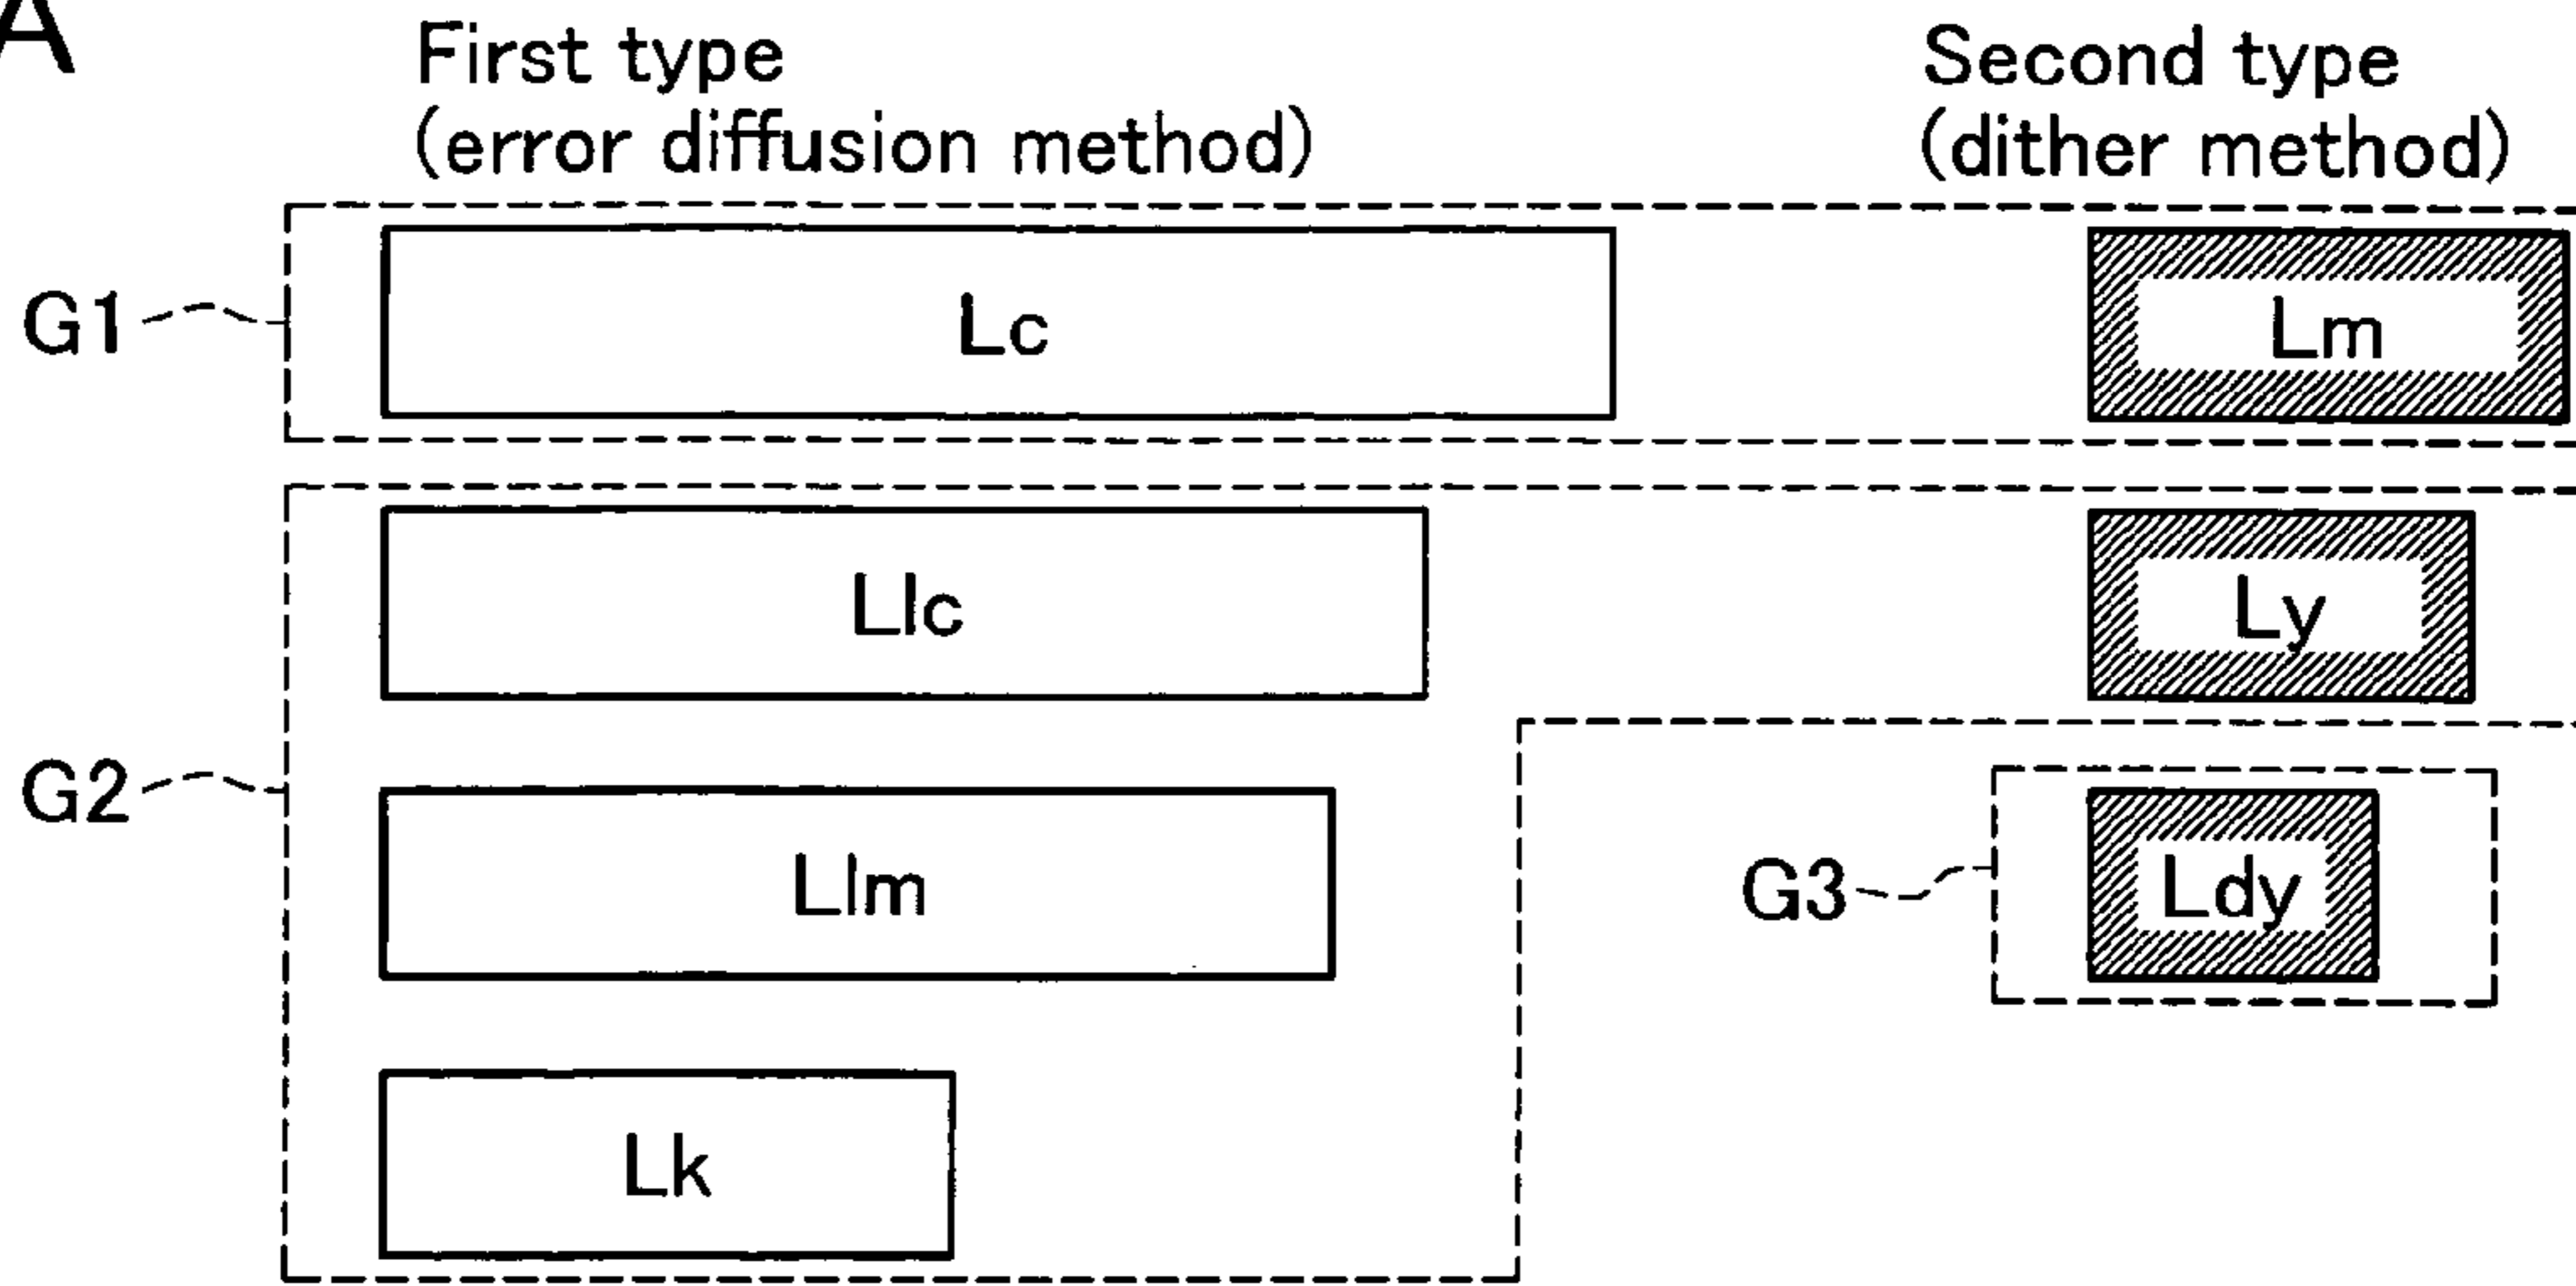 A
First type
(error diffusion method)
Second type
(dither method)
G1
Lc
Lm
G2
Llc
Ly
Llm
G3
Ldy
Lk